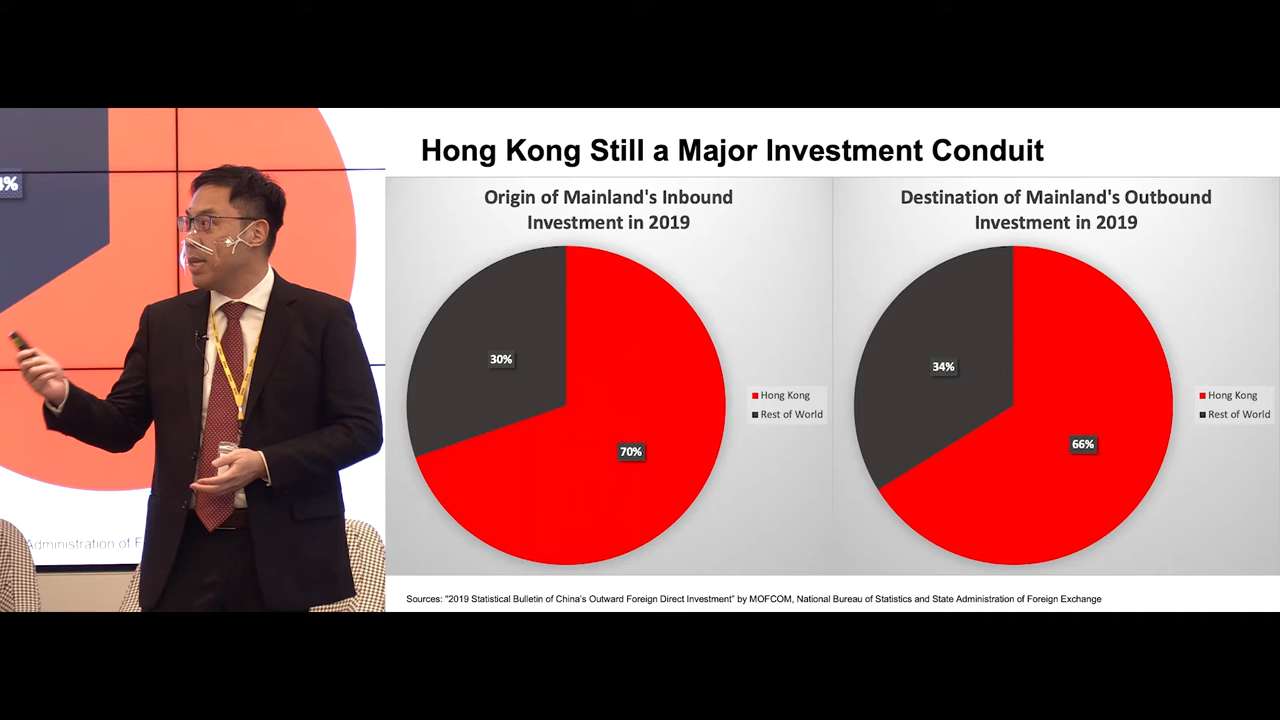 Hong Kong Still a Major Investment Conduit
Origin of Mainland's Inbound
Investment in 2019
30%
70%
Hong Kong
Rest of World
Destination of Mainland's Outbound
Investment in 2019
34%
66%
Hong Kong
Rest of World
Sources: "2019 Statistical Bulletin of China's Outward Foreign Direct Investment" by MOFCOM, National Bureau of Statistics and State Administration of Foreign Exchange
4%
Administration of F